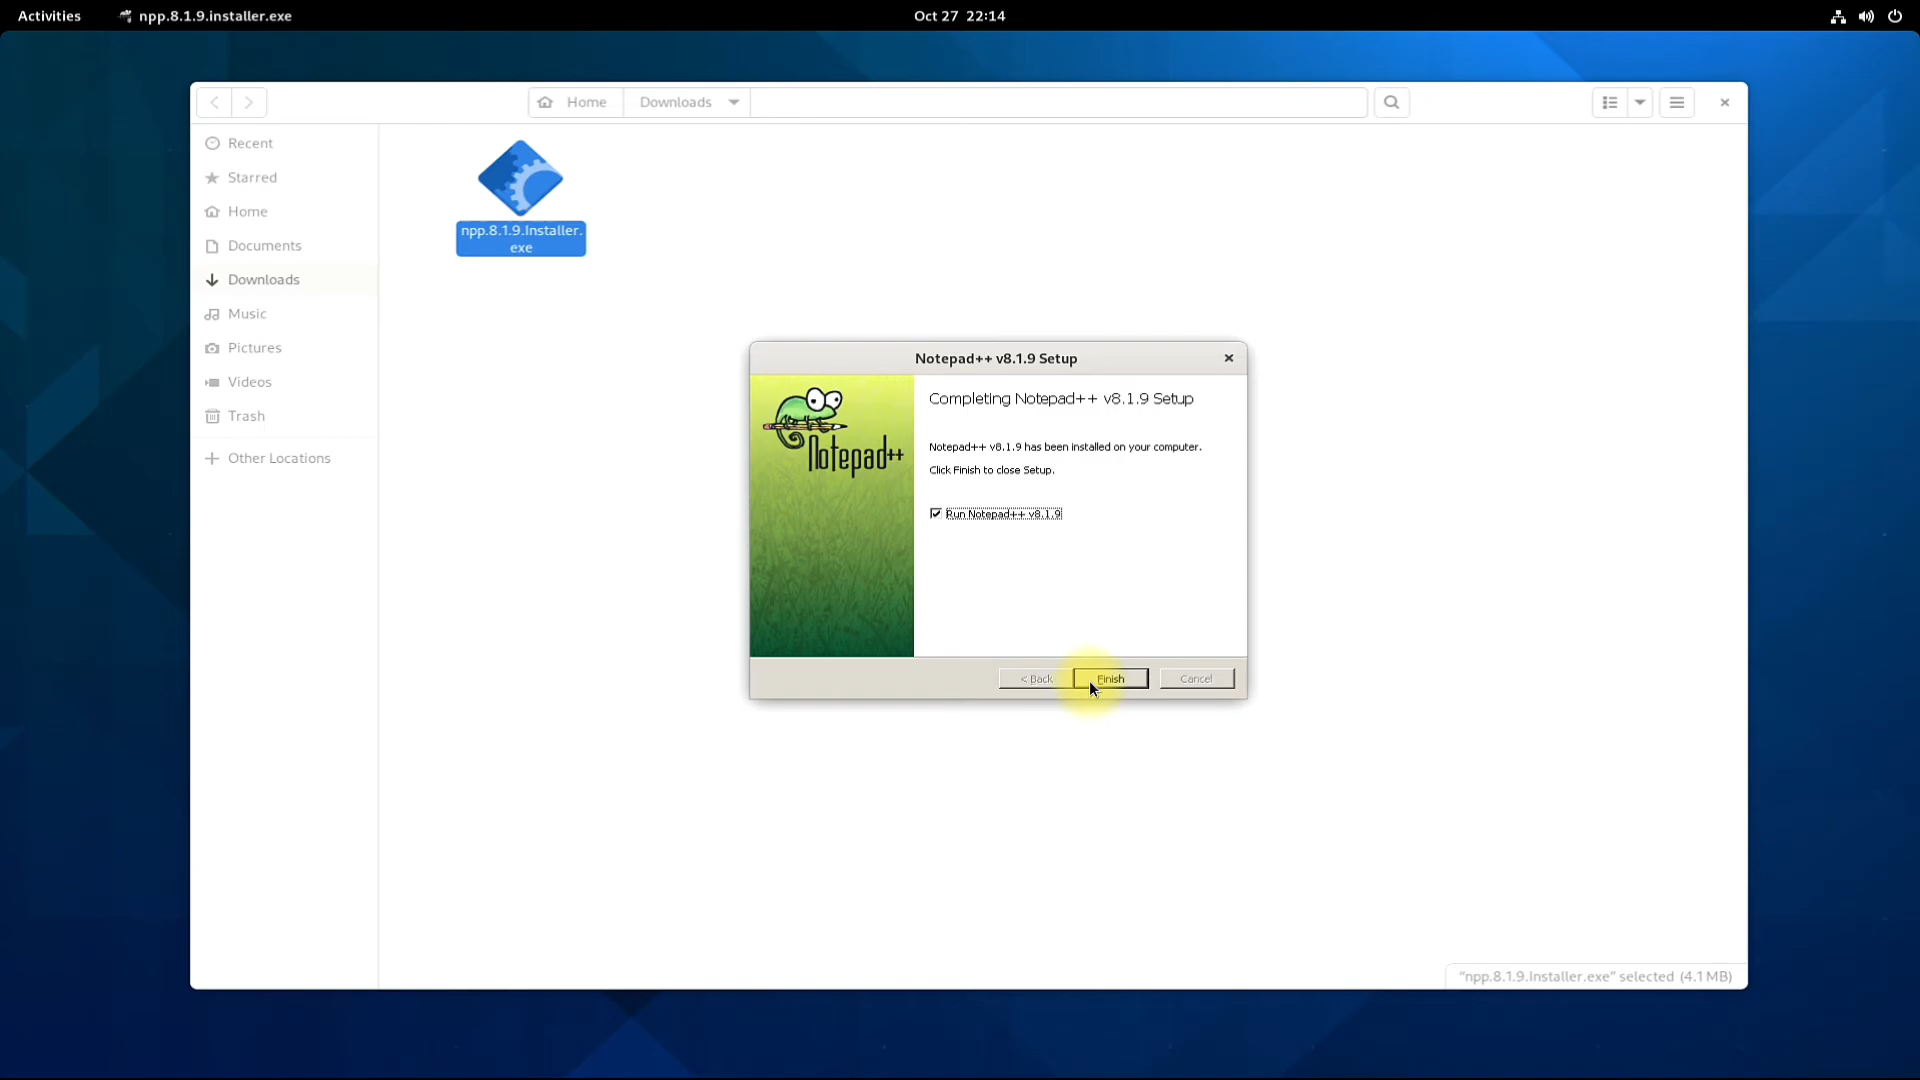 Activities npp.8.1.9.installer.exe Oct 27 22:14
Home Downloads
Recent
Starred
Home
Documents
Downloads
Music
Pictures
Videos
Trash
Other Locations
npp.8.1.9.Installer.
exe
Notepad++ v8.1.9 Setup
Notepad++
Completing Notepad++ v8.1.9 Setup
Notepad++ v8.1.9 has been installed on your computer.
Click Finish to close Setup.
Run Notepad++ v8.1.9
< Back Finish Cancel
“npp.8.1.9.Installer.exe” selected (4.1 MB)